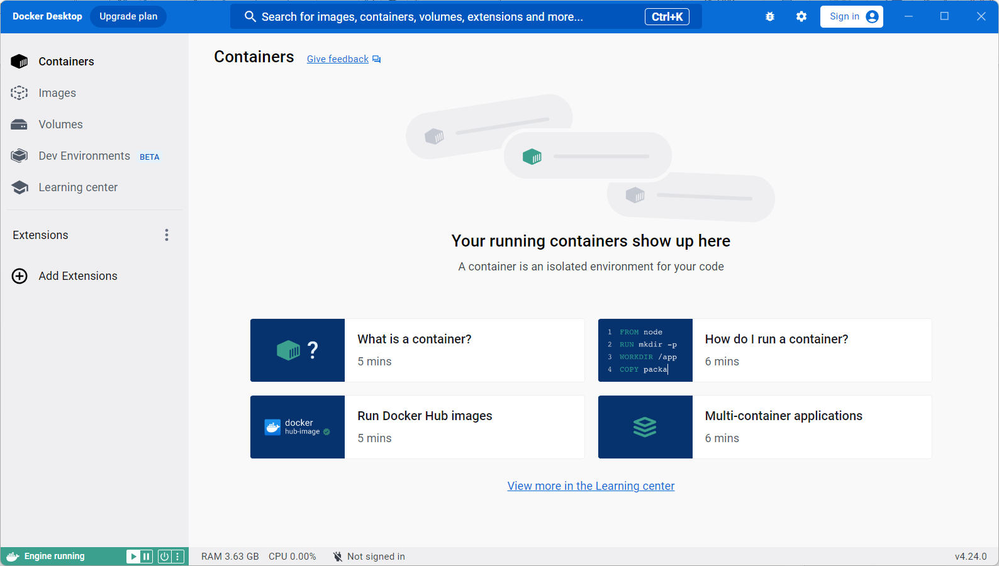 Docker Desktop
Upgrade plan
Search for images, containers, volumes, extensions and more...
Ctrl+K
Sign in
Containers
Images
Volumes
Dev Environments BETA
Learning center
Extensions
Add Extensions
Containers
Give feedback
Your running containers show up here
A container is an isolated environment for your code
?
What is a container?
5 mins
1 FROM node
2 RUN mkdir -p
3 WORKDIR /app
4 COPY packa
How do I run a container?
6 mins
docker
hub-image
Run Docker Hub images
5 mins
Multi-container applications
6 mins
View more in the Learning center
Engine running
RAM 3.63 GB CPU 0.00%
Not signed in
v4.24.0